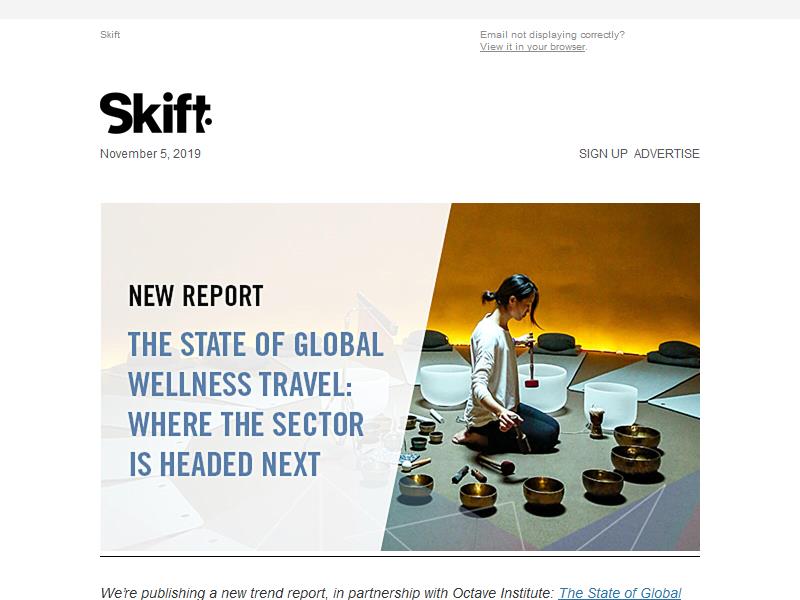 Skift
Email not displaying correctly?
View it in your browser.
Skift
November 5, 2019
SIGN UP ADVERTISE
NEW REPORT
THE STATE OF GLOBAL
WELLNESS TRAVEL:
WHERE THE SECTOR
IS HEADED NEXT
We're publishing a new trend report, in partnership with Octave Institute: The State of Global